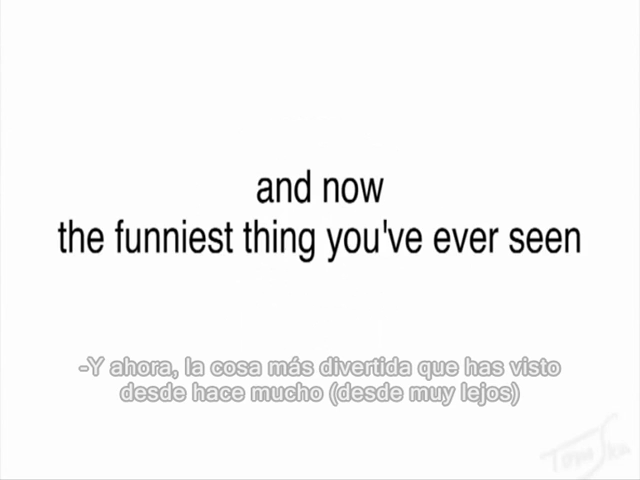 and now
the funniest thing you've ever seen
-Y ahora, la cosa más divertida que has visto
desde hace mucho (desde muy lejos)
TomSka